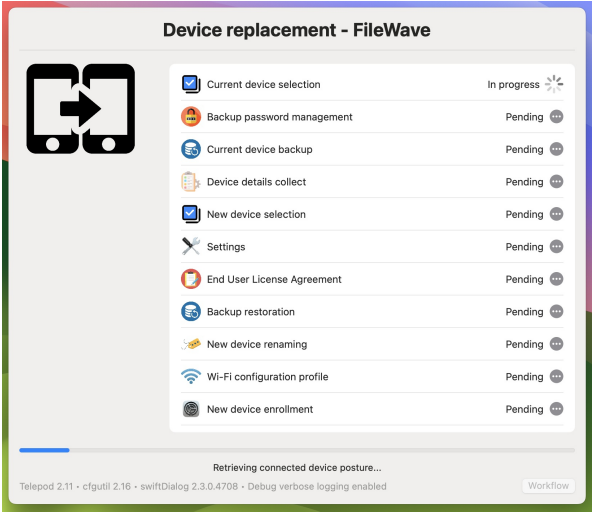 Device replacement - FileWave
Current device selection In progress
Backup password management Pending
Current device backup Pending
Device details collect Pending
New device selection Pending
Settings Pending
End User License Agreement Pending
Backup restoration Pending
New device renaming Pending
Wi-Fi configuration profile Pending
New device enrollment Pending
Retrieving connected device posture...
Telepod 2.11 • cfgutil 2.16 • swiftDialog 2.3.0.4708 • Debug verbose logging enabled Workflow